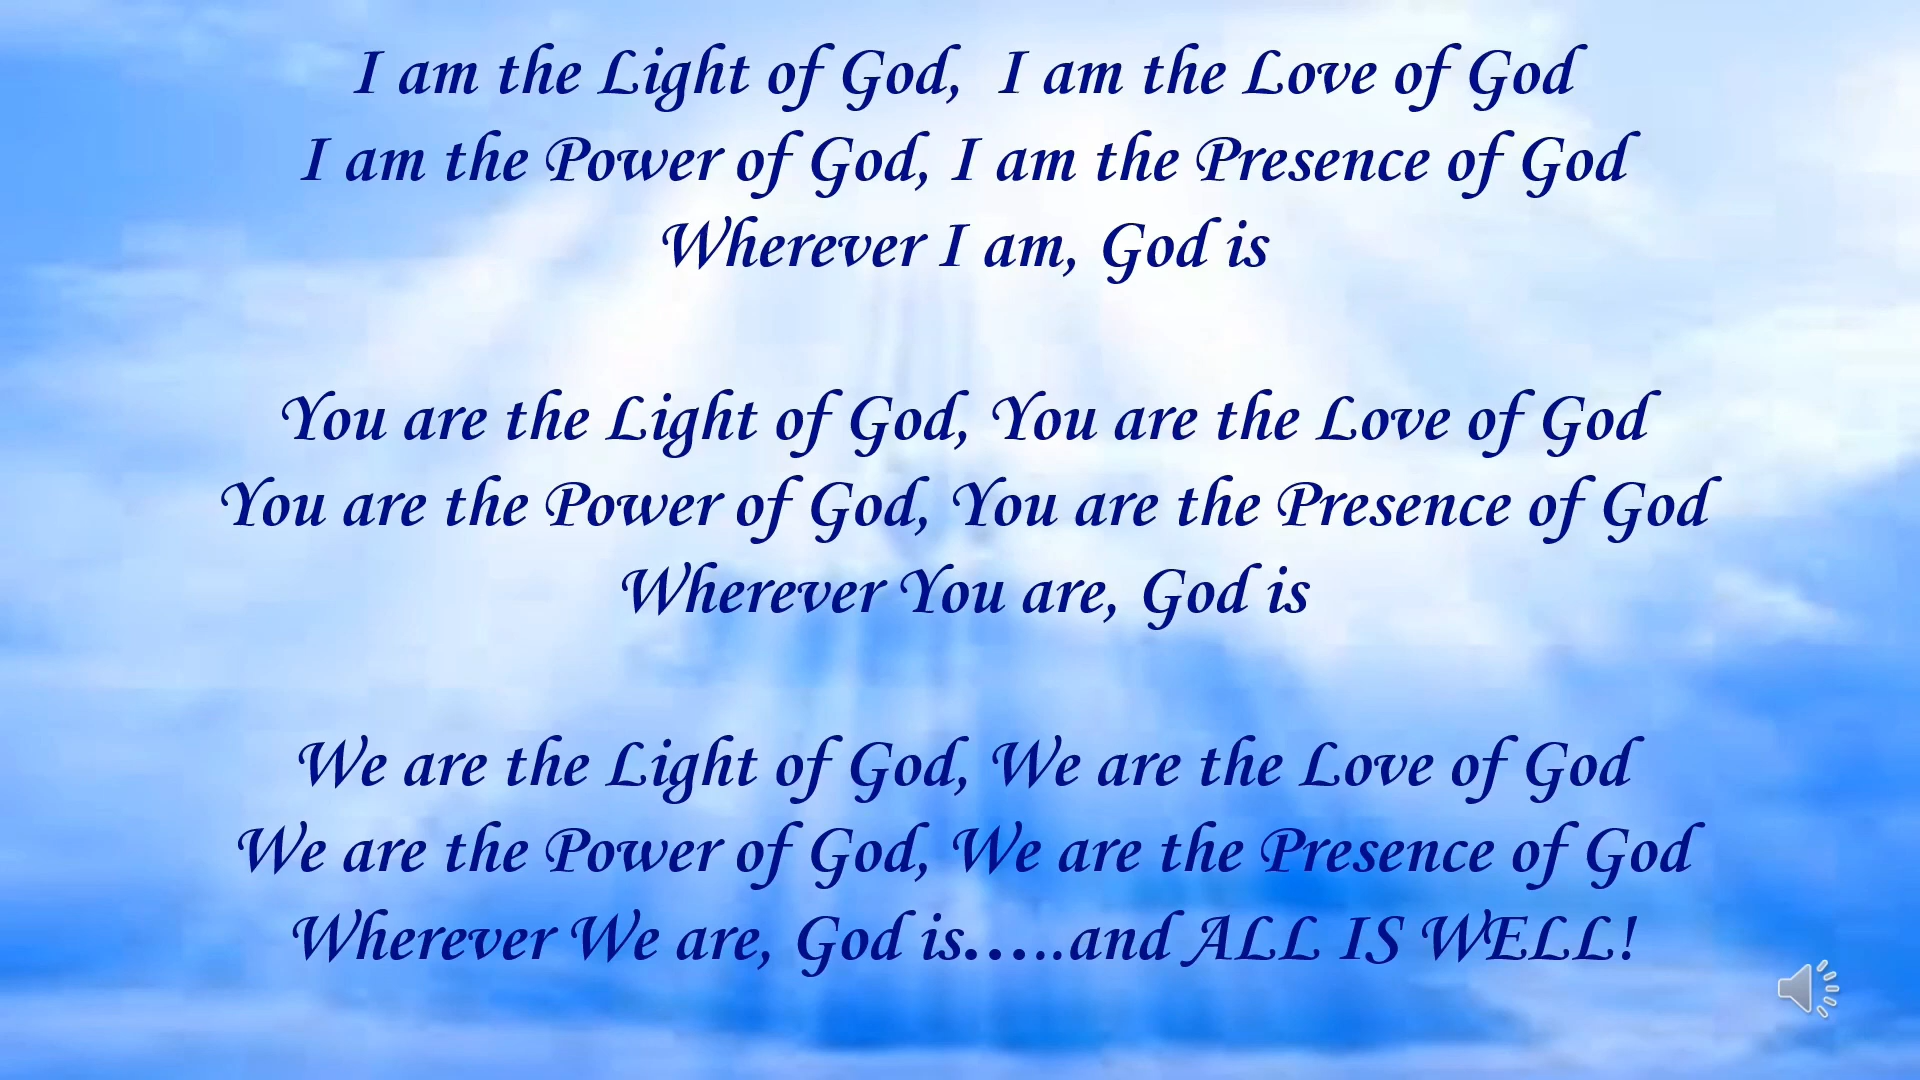 I am the Light of God,  I am the Love of God
I am the Power of God, I am the Presence of God
Wherever I am, God is
You are the Light of God, You are the Love of God
You are the Power of God, You are the Presence of God
Wherever You are, God is
We are the Light of God, We are the Love of God
We are the Power of God, We are the Presence of God
Wherever We are, God is.....and ALL IS WELL!